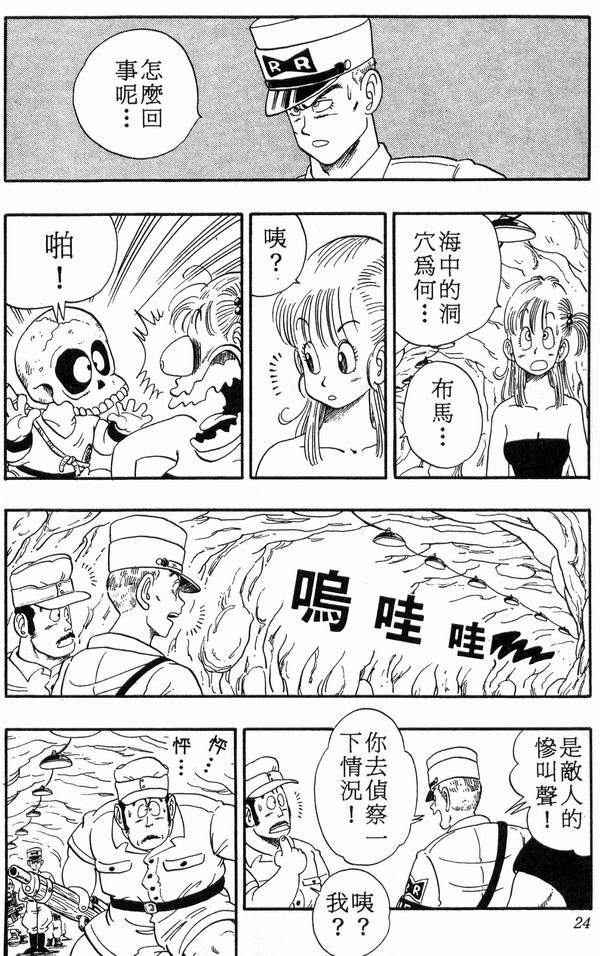 怎麼回
事呢…
R R
海中的洞
穴為何…
布馬…
咦？
啪！
嗚哇哇
是敵人的
慘叫聲！
你去偵察一
下情況！
咦？
我？
R R
怦…
怦…
24